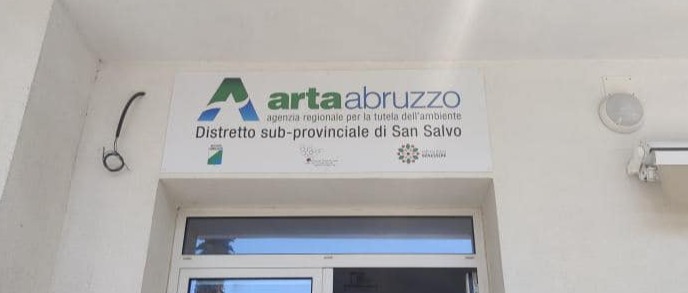 artaabruzzo
agenzia regionale per la tutela dell'ambiente
Distretto sub-provinciale di San Salvo